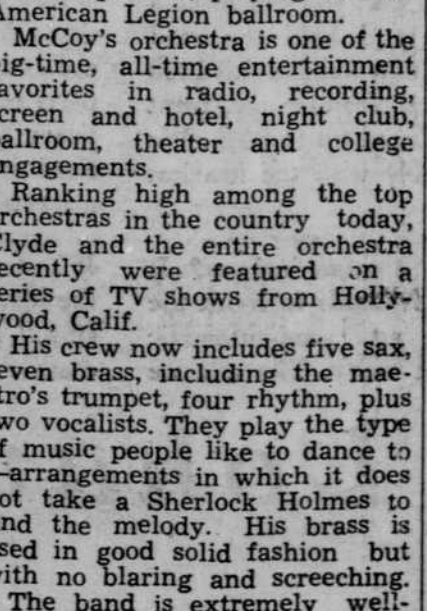 American Legion ballroom.
McCoy's orchestra is one of the
ig-time, all-time entertainment
avorites in radio, recording,
creen and hotel, night club,
allroom, theater and college
ngagements.
Ranking high among the top
rchestras in the country today,
lyde and the entire orchestra
ecently were featured on a
eries of TV shows from Holly-
wood, Calif.
His crew now includes five sax,
even brass, including the mae-
tro's trumpet, four rhythm, plus
wo vocalists. They play the type
f music people like to dance to
—arrangements in which it does
ot take a Sherlock Holmes to
nd the melody. His brass is
sed in good solid fashion but
ith no blaring and screeching.
The band is extremely well-